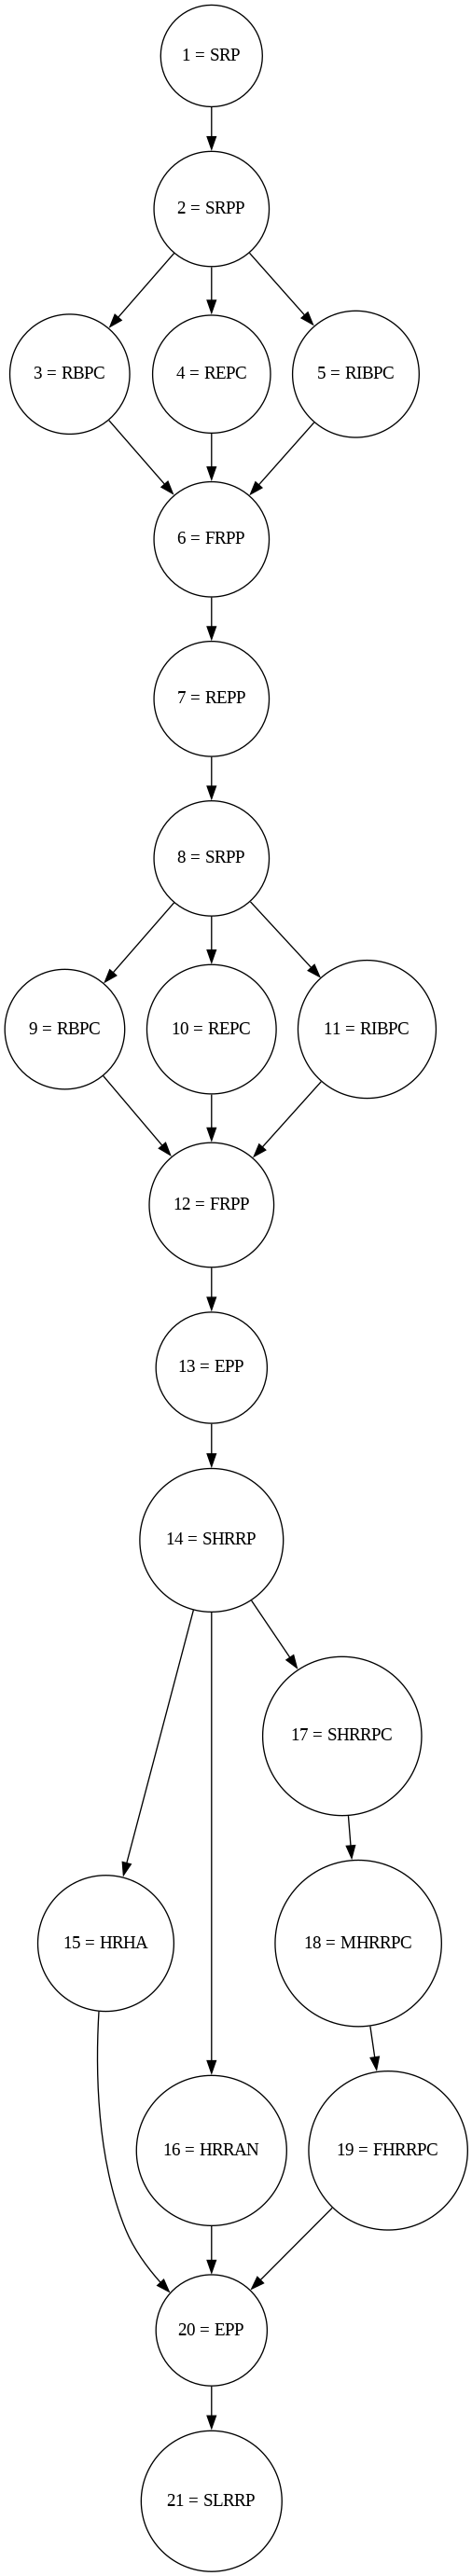 1 = SRP
2 = SRPP
3 = RBPC
4 = REPC
5 = RIBPC
6 = FRPP
7 = REPP
8 = SRPP
9 = RBPC
10 = REPC
11 = RIBPC
12 = FRPP
13 = EPP
14 = SHRRP
17 = SHRRPC
15 = HRHA
18 = MHRRPC
16 = HRRAN
19 = FHRRPC
20 = EPP
21 = SLRRP